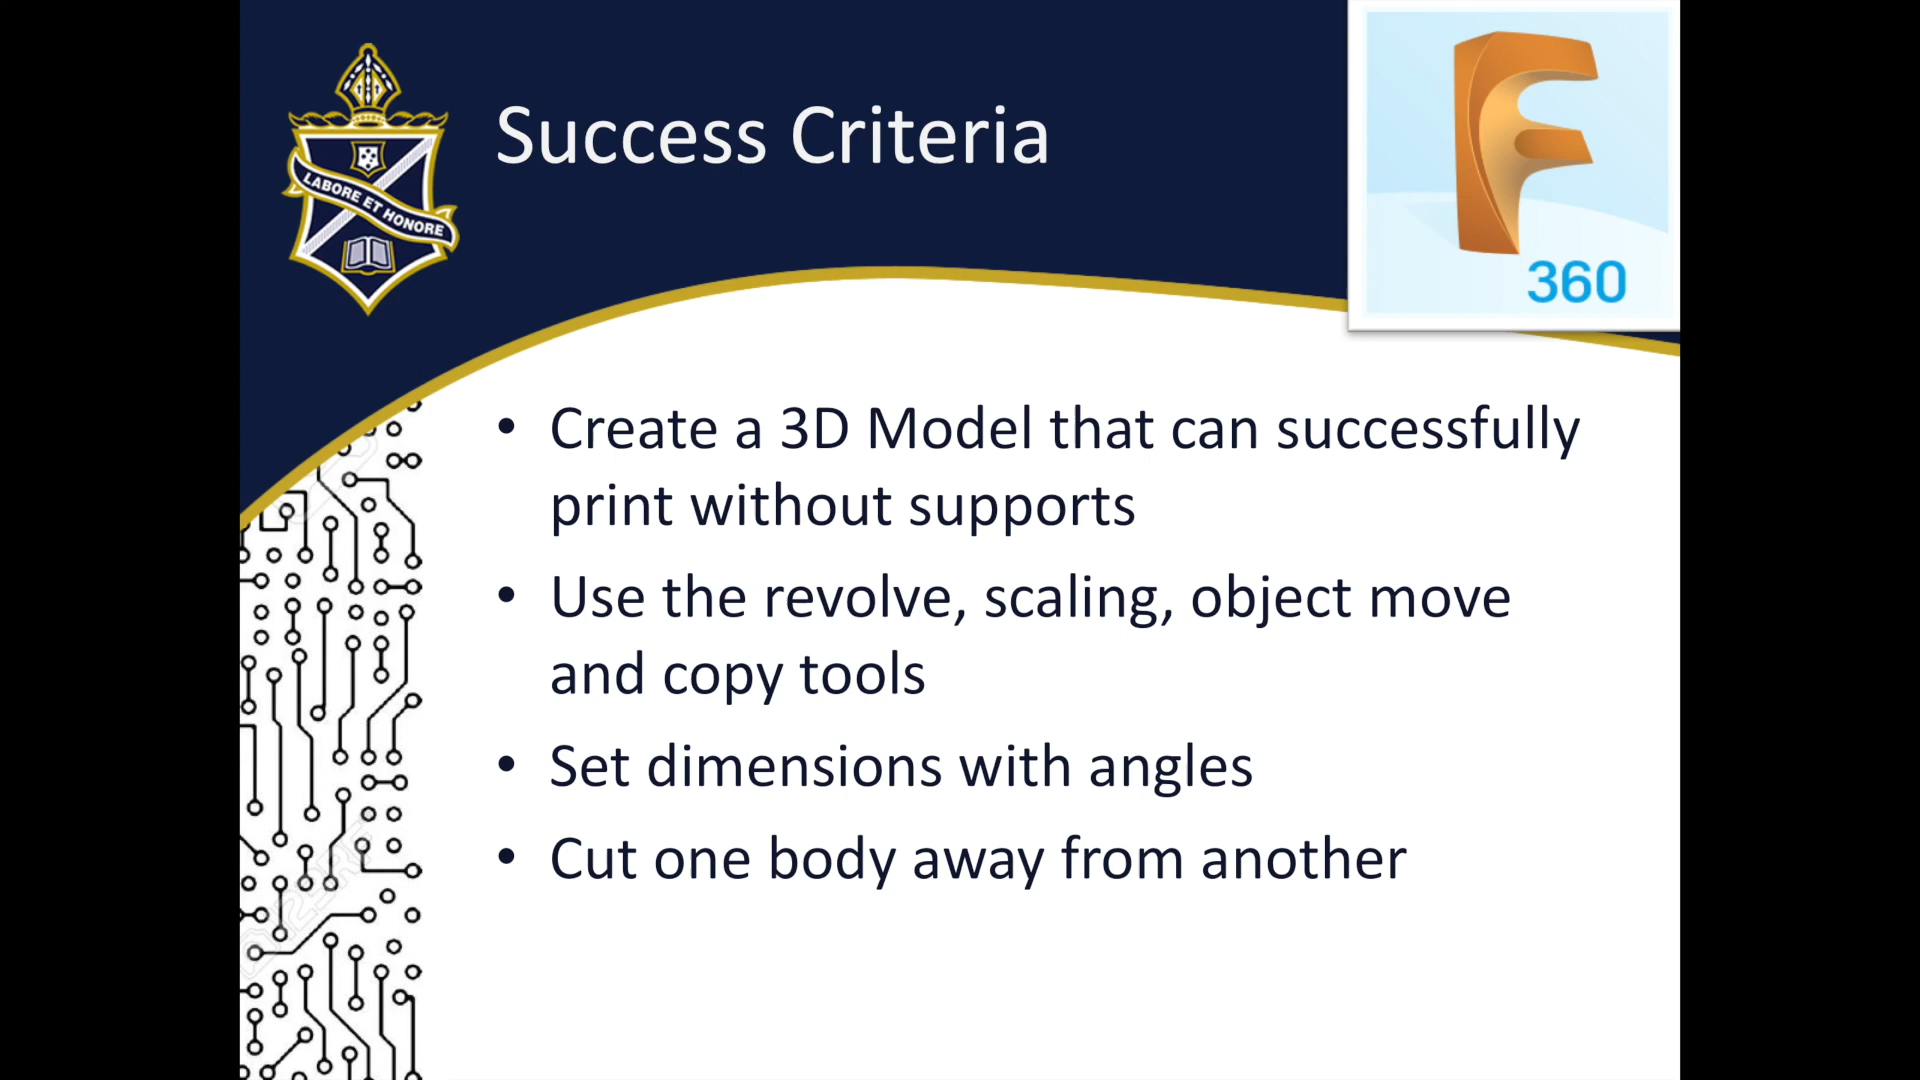 Success Criteria
LABORE ET HONORE
F
360
• Create a 3D Model that can successfully
print without supports
• Use the revolve, scaling, object move
and copy tools
• Set dimensions with angles
• Cut one body away from another